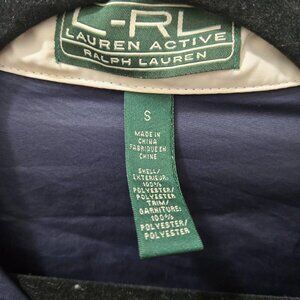 L-RL
LAUREN ACTIVE
RALPH LAUREN
S
MADE IN
CHINA
FABRIQUE EN
CHINE
SHELL/
EXTERIEUR:
100%
POLYESTER/
POLYESTER
TRIM/
GARNITURE:
100%
POLYESTER/
POLYESTER